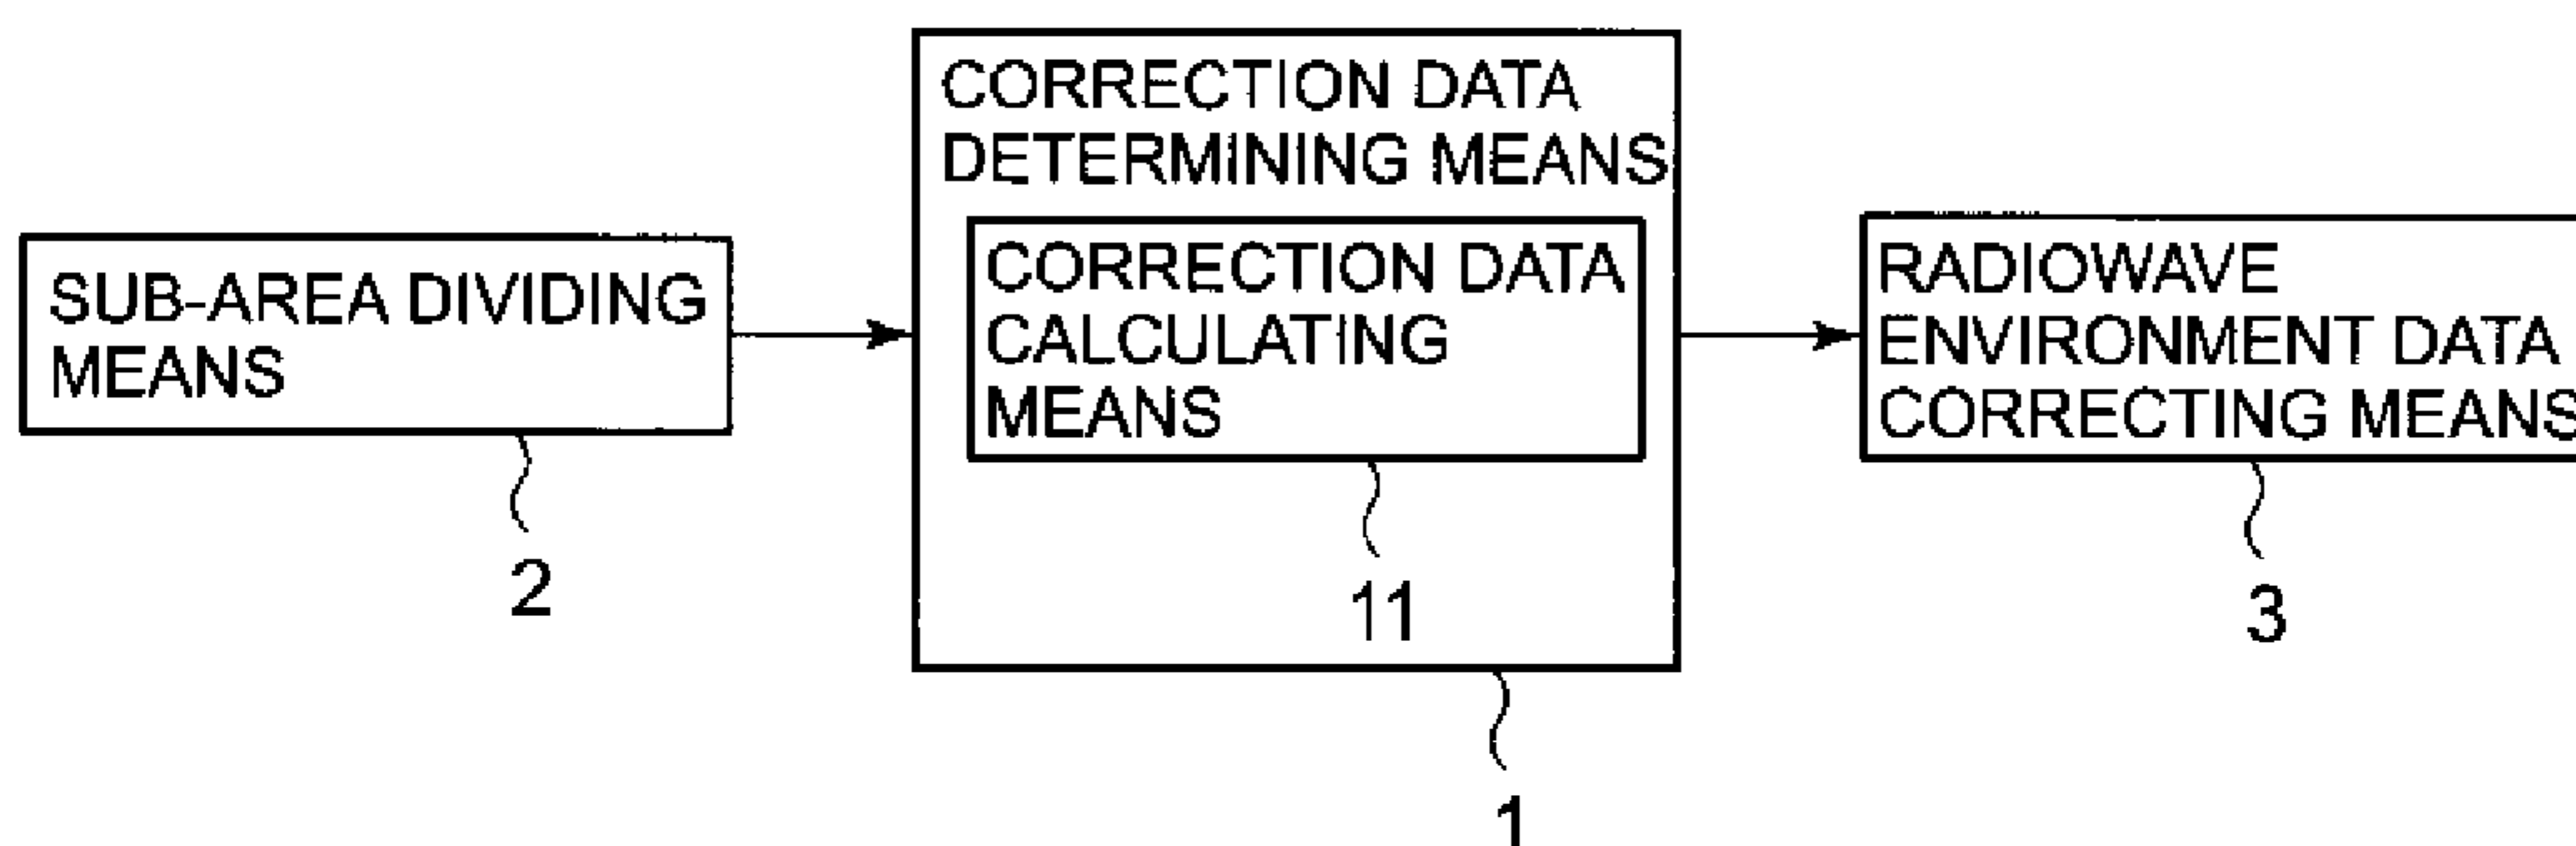 SUB-AREA DIVIDING
MEANS
2
CORRECTION DATA
DETERMINING MEANS
CORRECTION DATA
CALCULATING
MEANS
11
1
RADIOWAVE
ENVIRONMENT DATA
CORRECTING MEANS
3